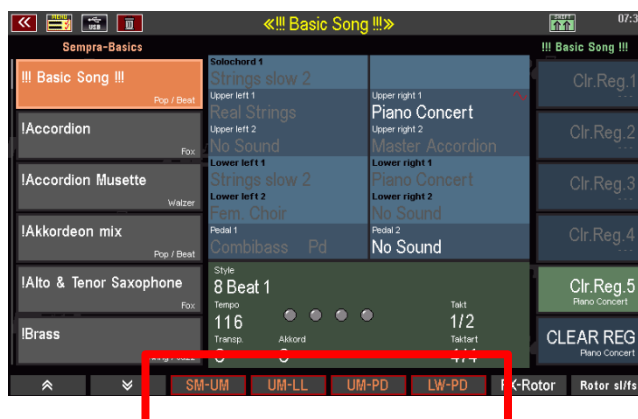 MENU
USB
«!!! Basic Song !!!»
SHIFT
07:3
Sempra-Basics
!!! Basic Song !!!
!!! Basic Song !!!
Pop / Beat
!Accordion
Fox
!Accordion Musette
Walzer
!Akkordeon mix
Pop / Beat
!Alto & Tenor Saxophone
Fox
!Brass
Solochord 1
Strings slow 2
Upper left 1
Upper right 1
Real Strings
Piano Concert
Upper left 2
Upper right 2
No Sound
Master Accordion
Lower left 1
Lower right 1
Strings slow 2
Piano Concert
Lower left 2
Lower right 2
Fem. Choir
No Sound
Pedal 1
Pedal 2
Combibass Pd
No Sound
Style
8 Beat 1
Tempo
Takt
116
1/2
Transp.
Akkord
Taktart
Clr.Reg.1
Clr.Reg.2
Clr.Reg.3
Clr.Reg.4
Clr.Reg.5
Piano Concert
CLEAR REG
Piano Concert
SM-UM
UM-LL
UM-PD
LW-PD
FX-Rotor
Rotor sl/fs